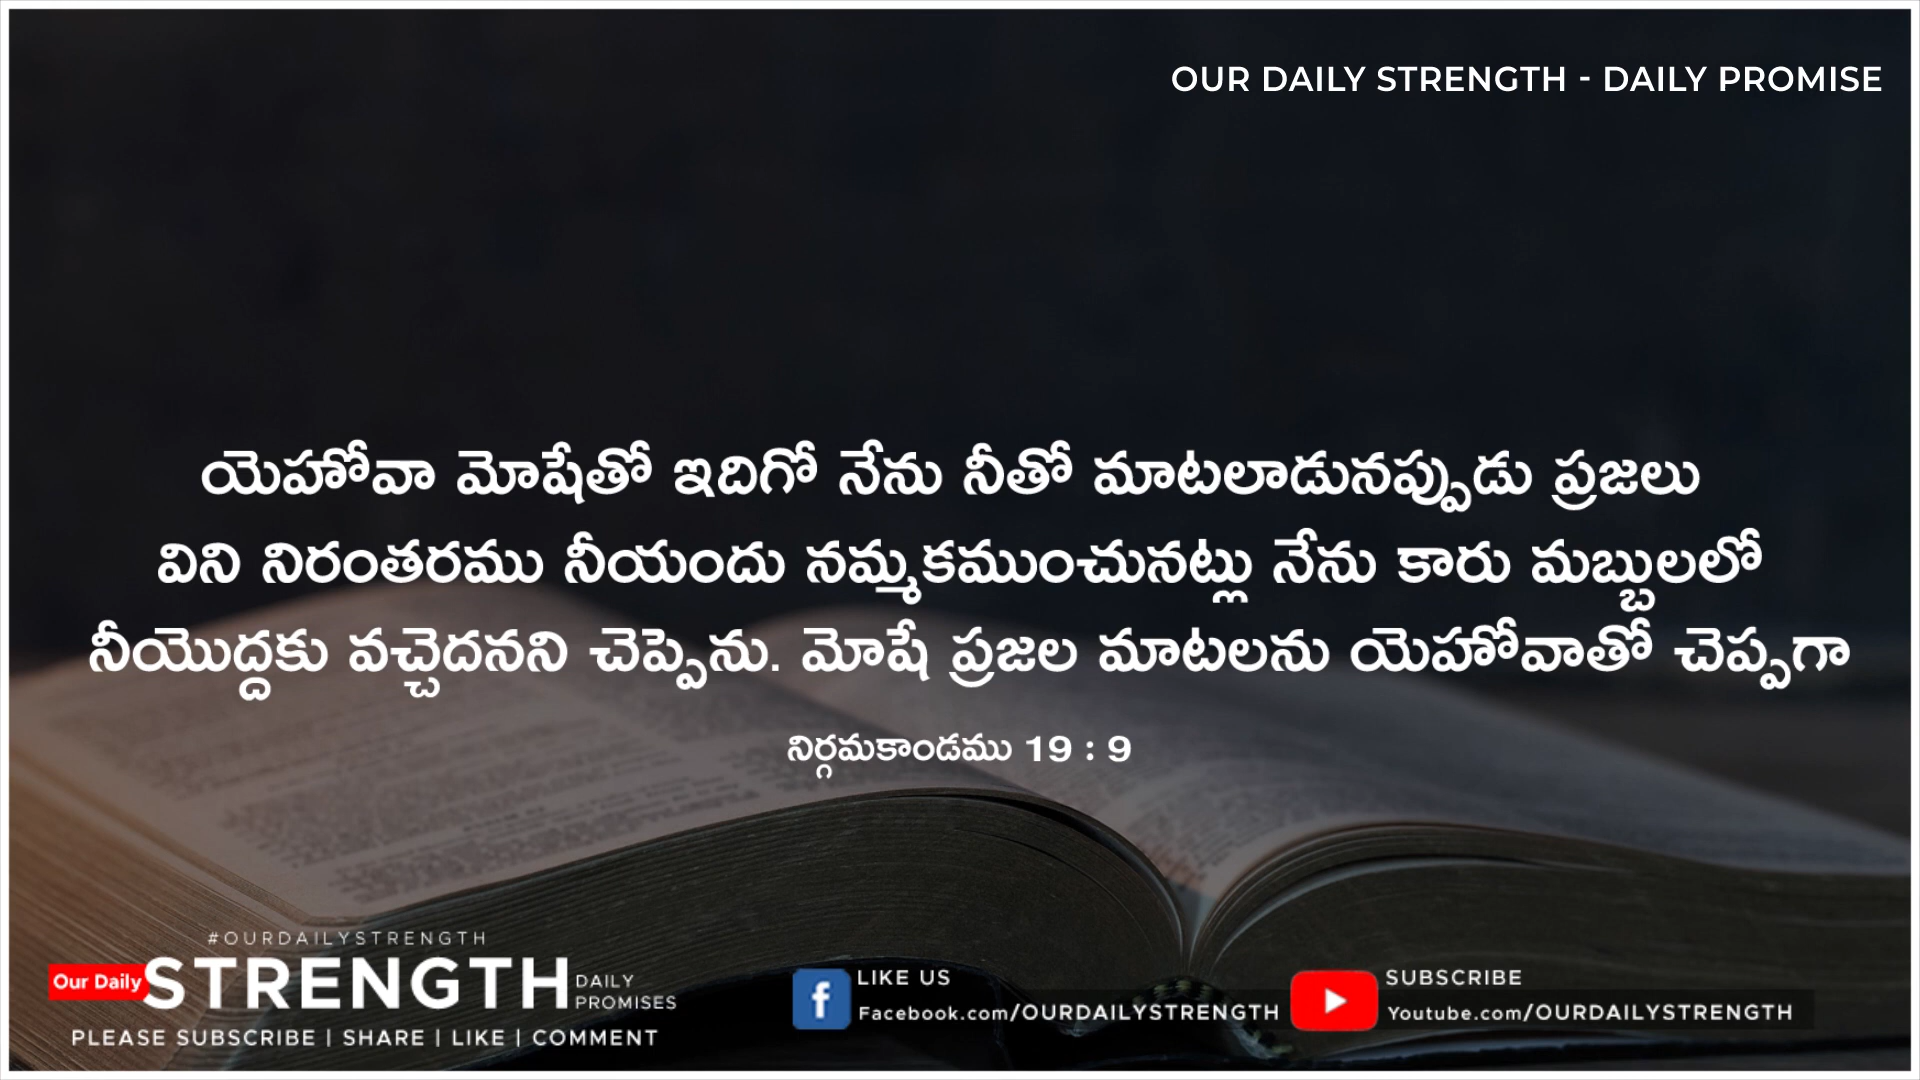 OUR DAILY STRENGTH - DAILY PROMISE
యెహోవా మోషేతో ఇదిగో నేను నీతో మాటలాడునప్పుడు ప్రజలు
విని నిరంతరము నీయందు నమ్మకముంచునట్లు నేను కారు మబ్బులలో
నీయొద్దకు వచ్చెదనని చెప్పెను. మోషే ప్రజల మాటలను యెహోవాతో చెప్పగా
నిర్గమకాండము 19 : 9
#OURDAILYSTRENGTH
Our Daily STRENGTH DAILY PROMISES
PLEASE SUBSCRIBE | SHARE | LIKE | COMMENT
LIKE US
Facebook.com/OURDAILYSTRENGTH
SUBSCRIBE
Youtube.com/OURDAILYSTRENGTH